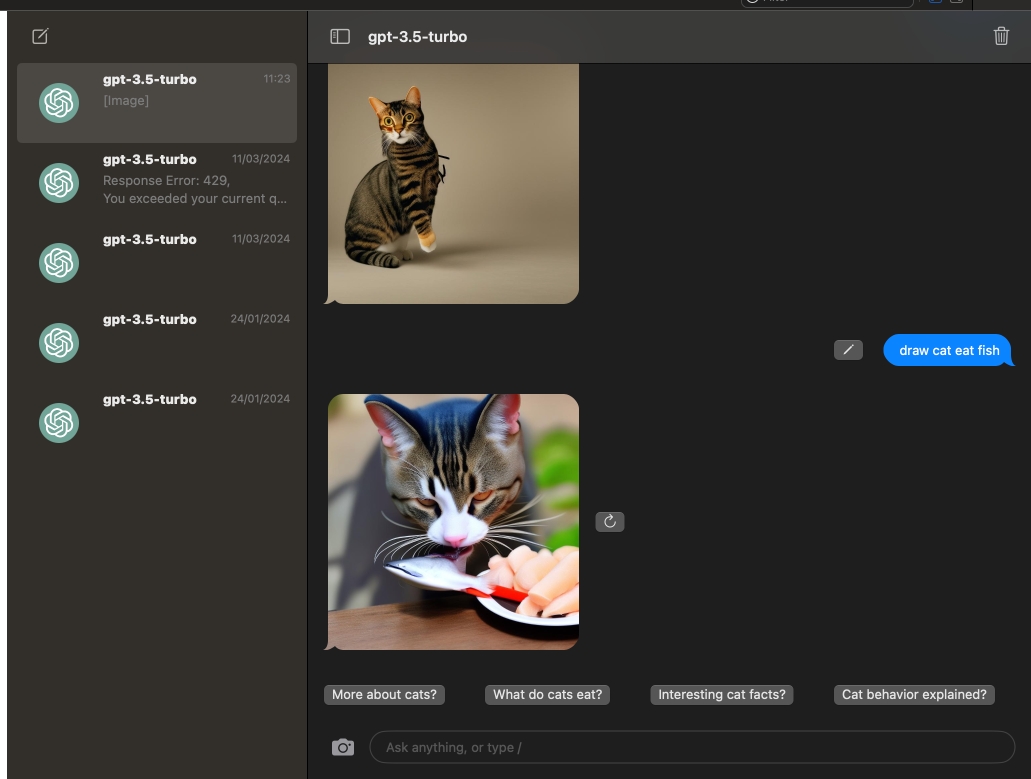 gpt-3.5-turbo
gpt-3.5-turbo 11:23
[Image]
gpt-3.5-turbo 11/03/2024
Response Error: 429,
You exceeded your current q...
gpt-3.5-turbo 11/03/2024
gpt-3.5-turbo 24/01/2024
gpt-3.5-turbo 24/01/2024
draw cat eat fish
More about cats?
What do cats eat?
Interesting cat facts?
Cat behavior explained?
Ask anything, or type /